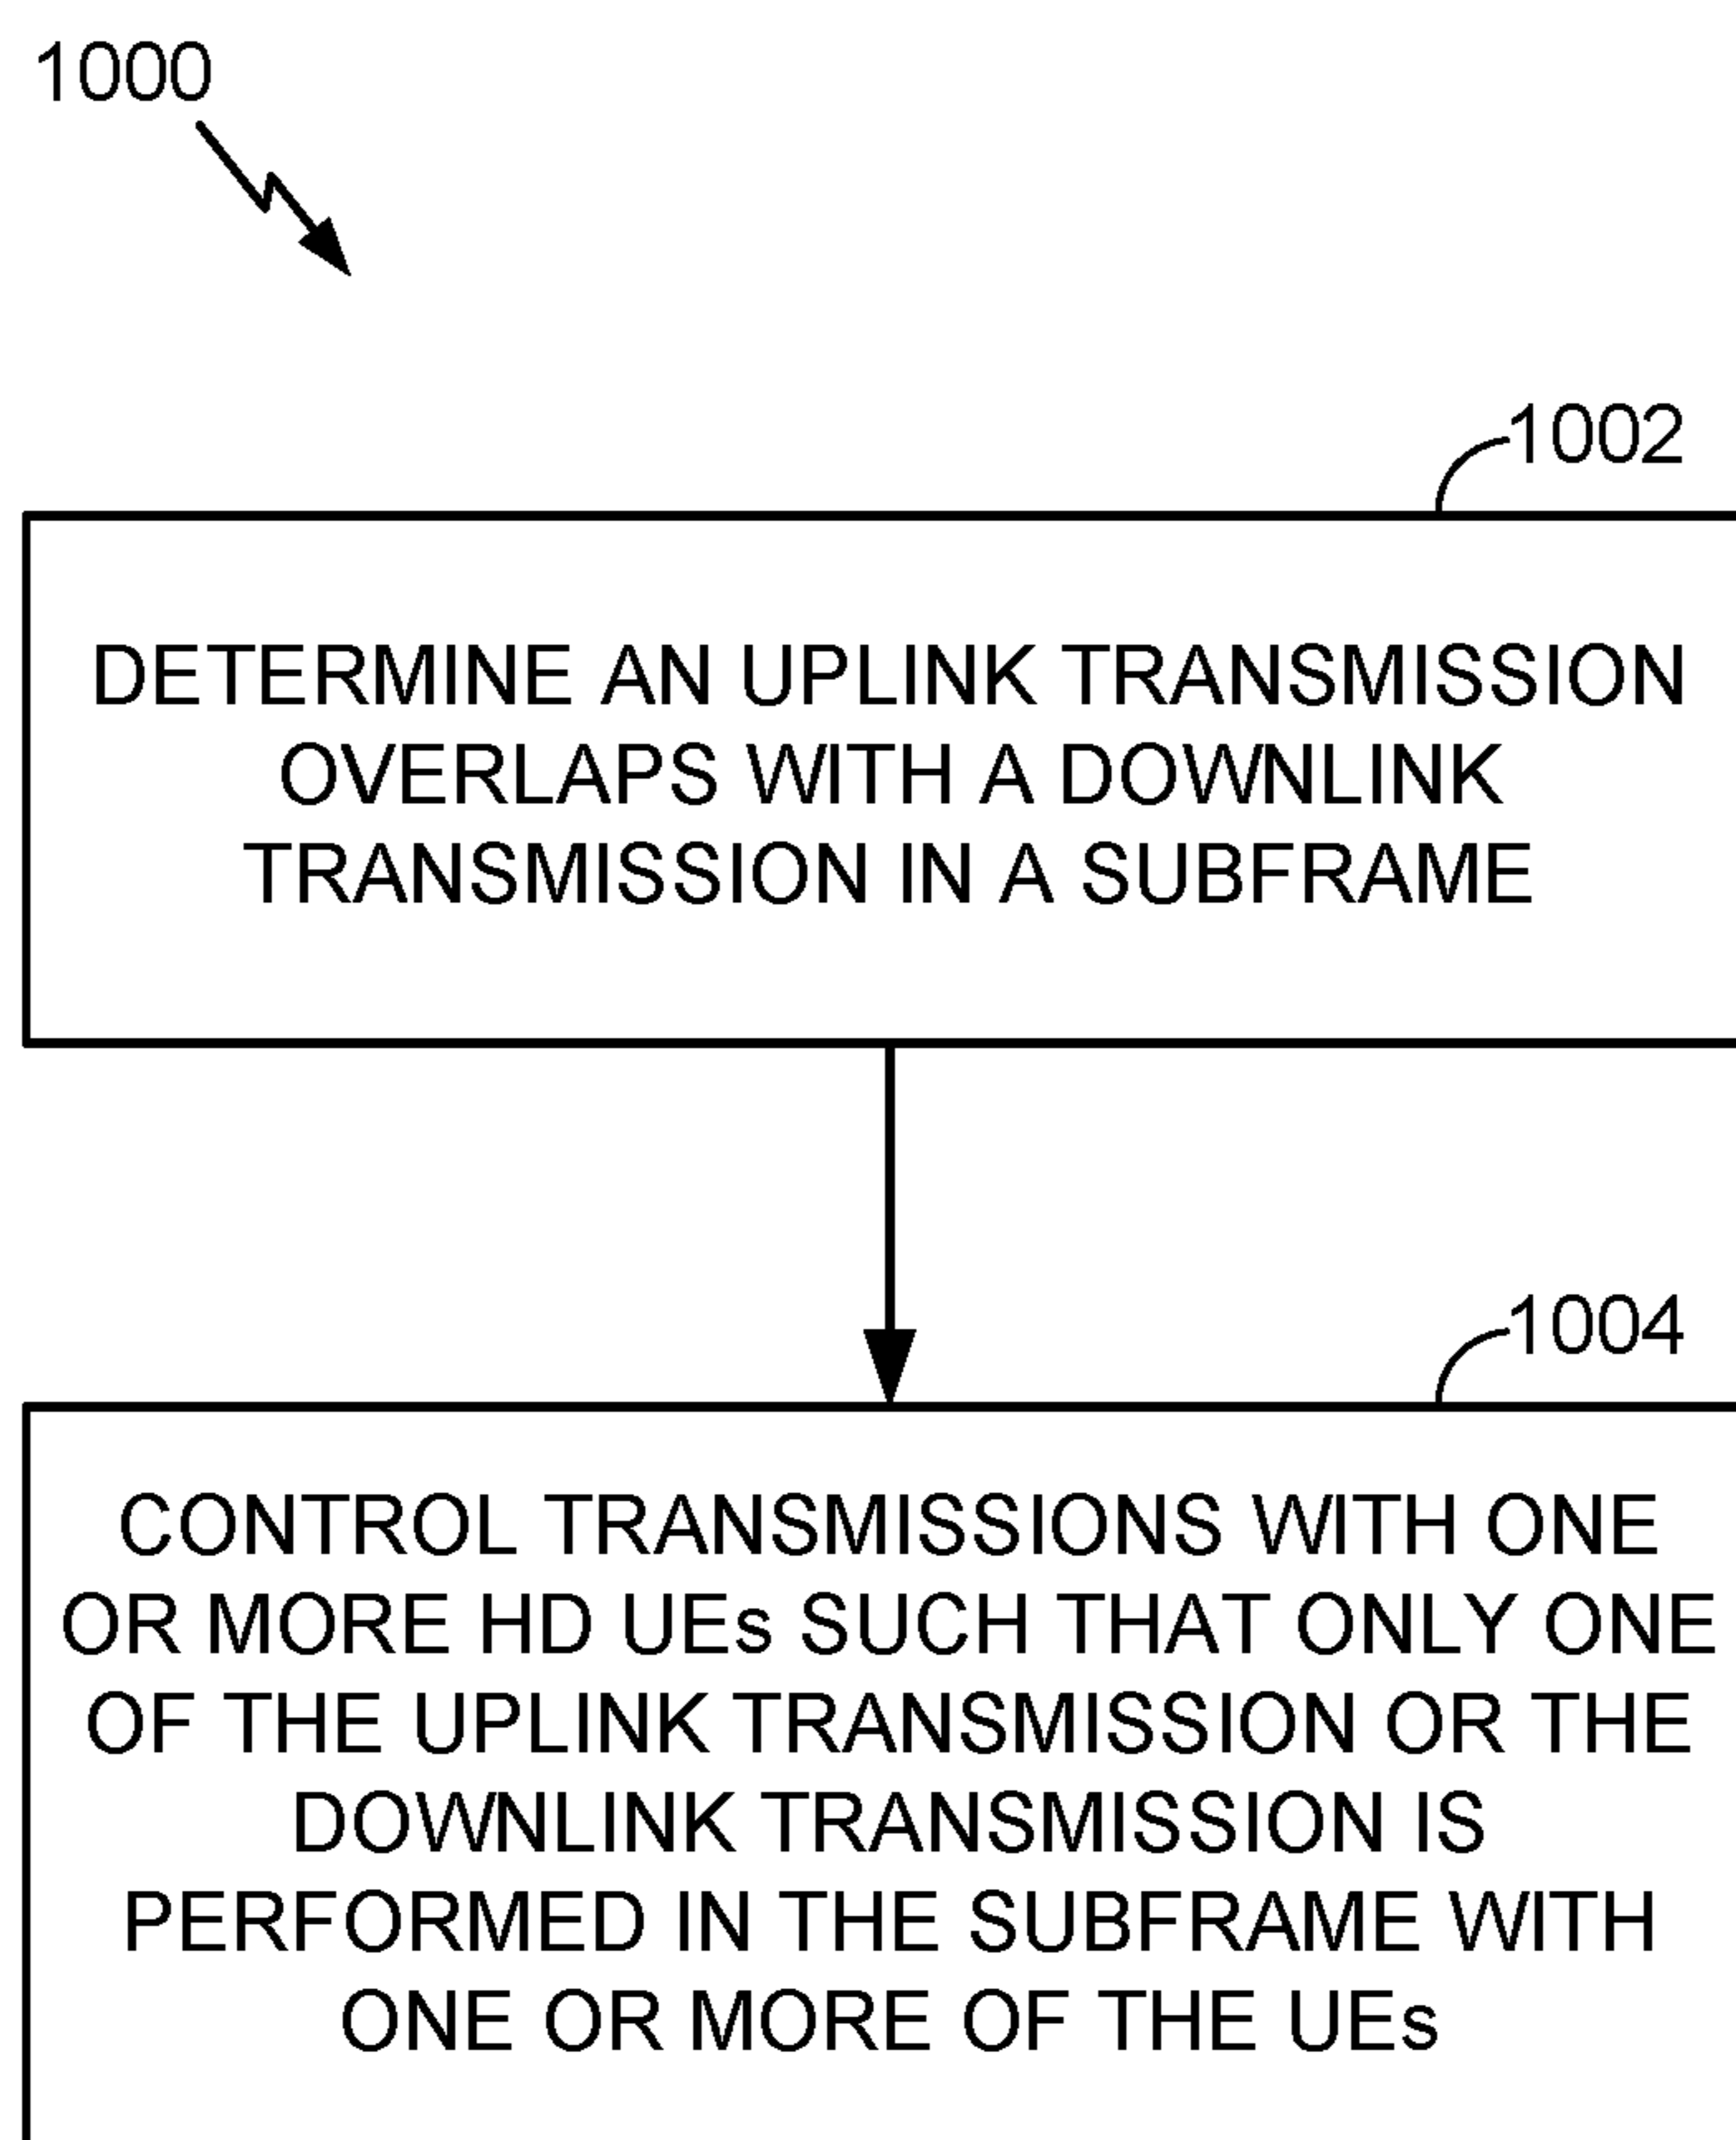 1000
1002
DETERMINE AN UPLINK TRANSMISSION
OVERLAPS WITH A DOWNLINK
TRANSMISSION IN A SUBFRAME
1004
CONTROL TRANSMISSIONS WITH ONE
OR MORE HD UEs SUCH THAT ONLY ONE
OF THE UPLINK TRANSMISSION OR THE
DOWNLINK TRANSMISSION IS
PERFORMED IN THE SUBFRAME WITH
ONE OR MORE OF THE UEs